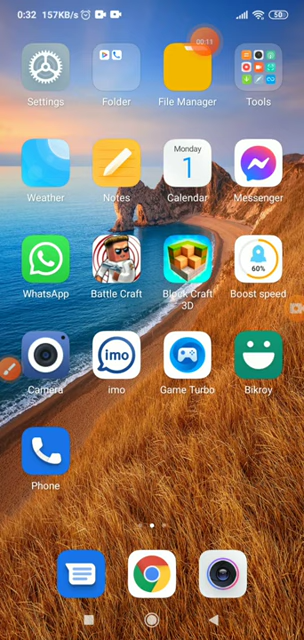 0:32 157KB/s 50
00:11
Settings Folder File Manager Tools
Monday
1
Weather Notes Calendar Messenger
60%
WhatsApp Battle Craft Block Craft 3D Boost speed
imo
Camera imo Game Turbo Bikroy
Phone